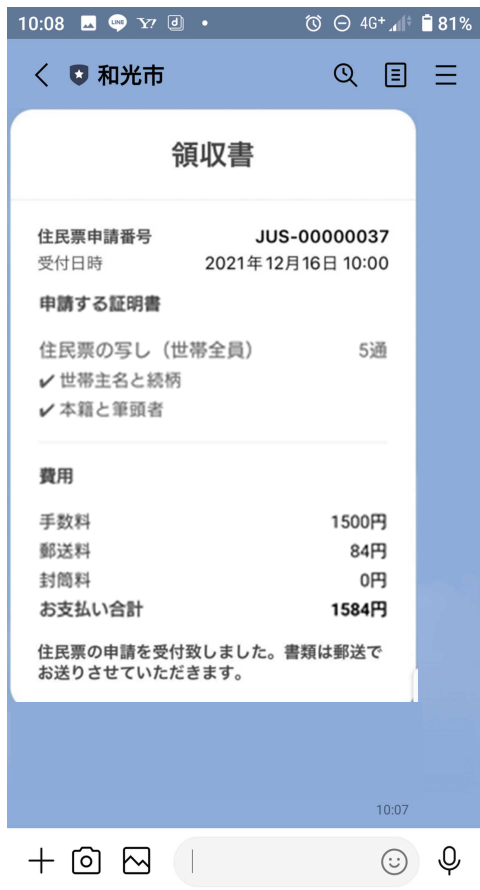 10:08 LINE Y? d • 4G+ 81%
和光市
領収書
住民票申請番号 JUS-00000037
受付日時 2021年12月16日 10:00
申請する証明書
住民票の写し（世帯全員） 5通
✔ 世帯主名と続柄
✔ 本籍と筆頭者
費用
手数料 1500円
郵送料 84円
封筒料 0円
お支払い合計 1584円
住民票の申請を受付致しました。書類は郵送で
お送りさせていただきます。
10:07